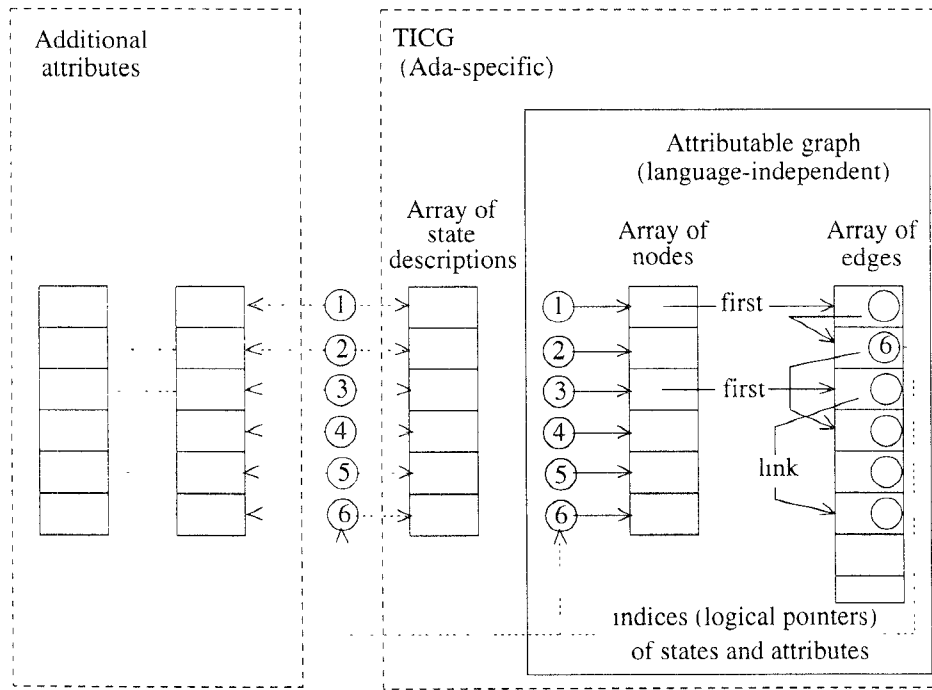 Additional
attributes
TICG
(Ada-specific)
Attributable graph
(language-independent)
Array of
state
descriptions
Array of
nodes
Array of
edges
1
2
3
4
5
6
1
2
3
4
5
6
first
first
6
link
indices (logical pointers)
of states and attributes